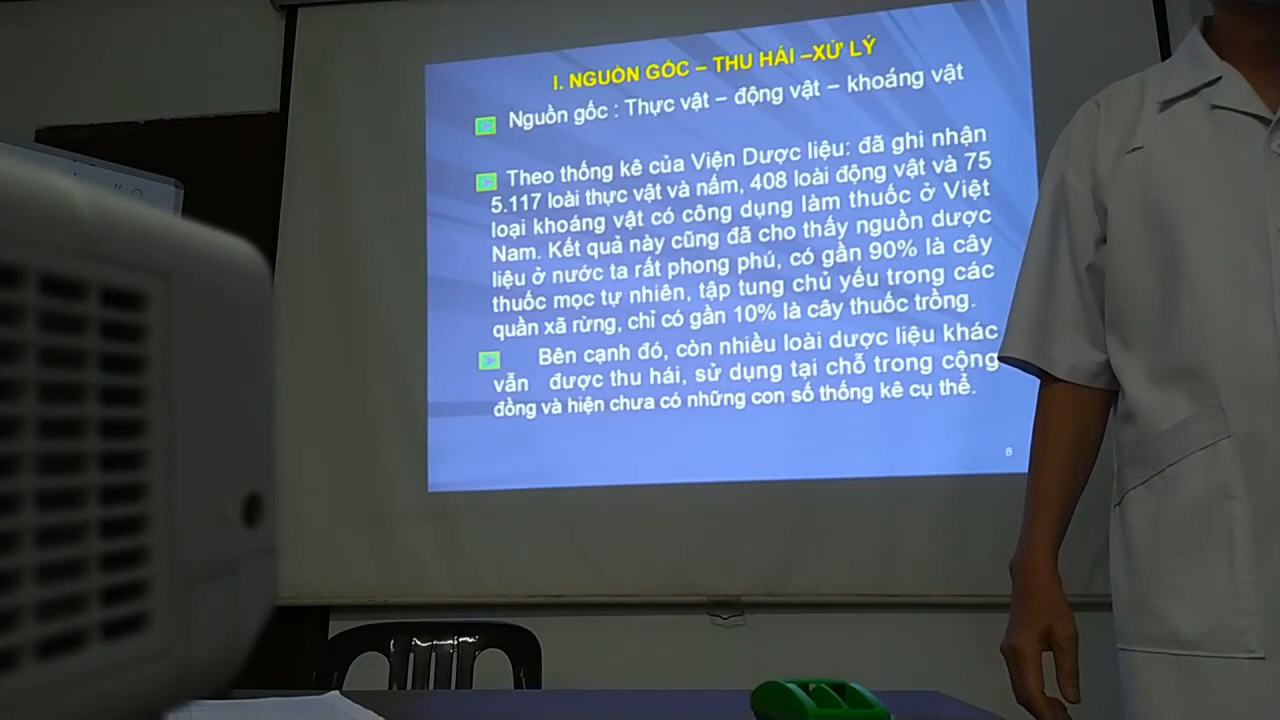 I. NGUỒN GÓC – THU HÁI –XỬ LÝ
Nguồn gốc : Thực vật – động vật – khoáng vật
Theo thống kê của Viện Dược liệu: đã ghi nhận
5.117 loài thực vật và nấm, 408 loài động vật và 75
loại khoáng vật có công dụng làm thuốc ở Việt
Nam. Kết quả này cũng đã cho thấy nguồn dược
liệu ở nước ta rất phong phú, có gần 90% là cây
thuốc mọc tự nhiên, tập tung chủ yếu trong các
quần xã rừng, chỉ có gần 10% là cây thuốc trồng.
Bên cạnh đó, còn nhiều loài dược liệu khác
vẫn được thu hái, sử dụng tại chỗ trong cộng
đồng và hiện chưa có những con số thống kê cụ thể.
8